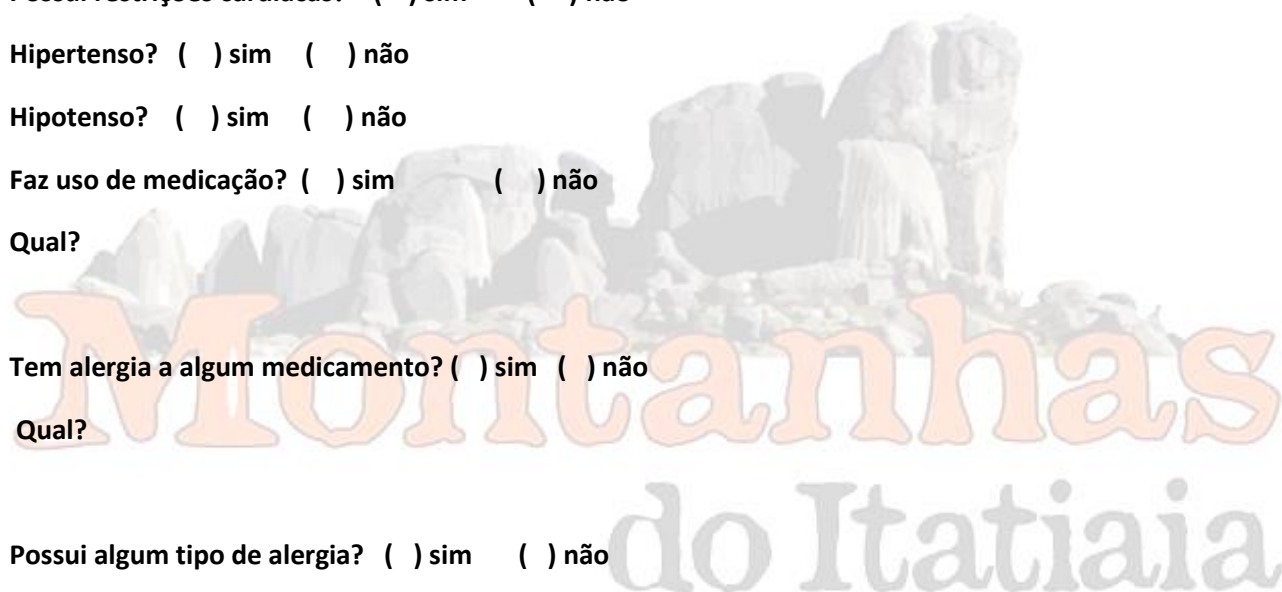 Hipertenso? ( ) sim ( ) não
Hipotenso? ( ) sim ( ) não
Faz uso de medicação? ( ) sim ( ) não
Qual?
Tem alergia a algum medicamento? ( ) sim ( ) não
Qual?
Montanhas
do Itatiaia
Possui algum tipo de alergia? ( ) sim ( ) não